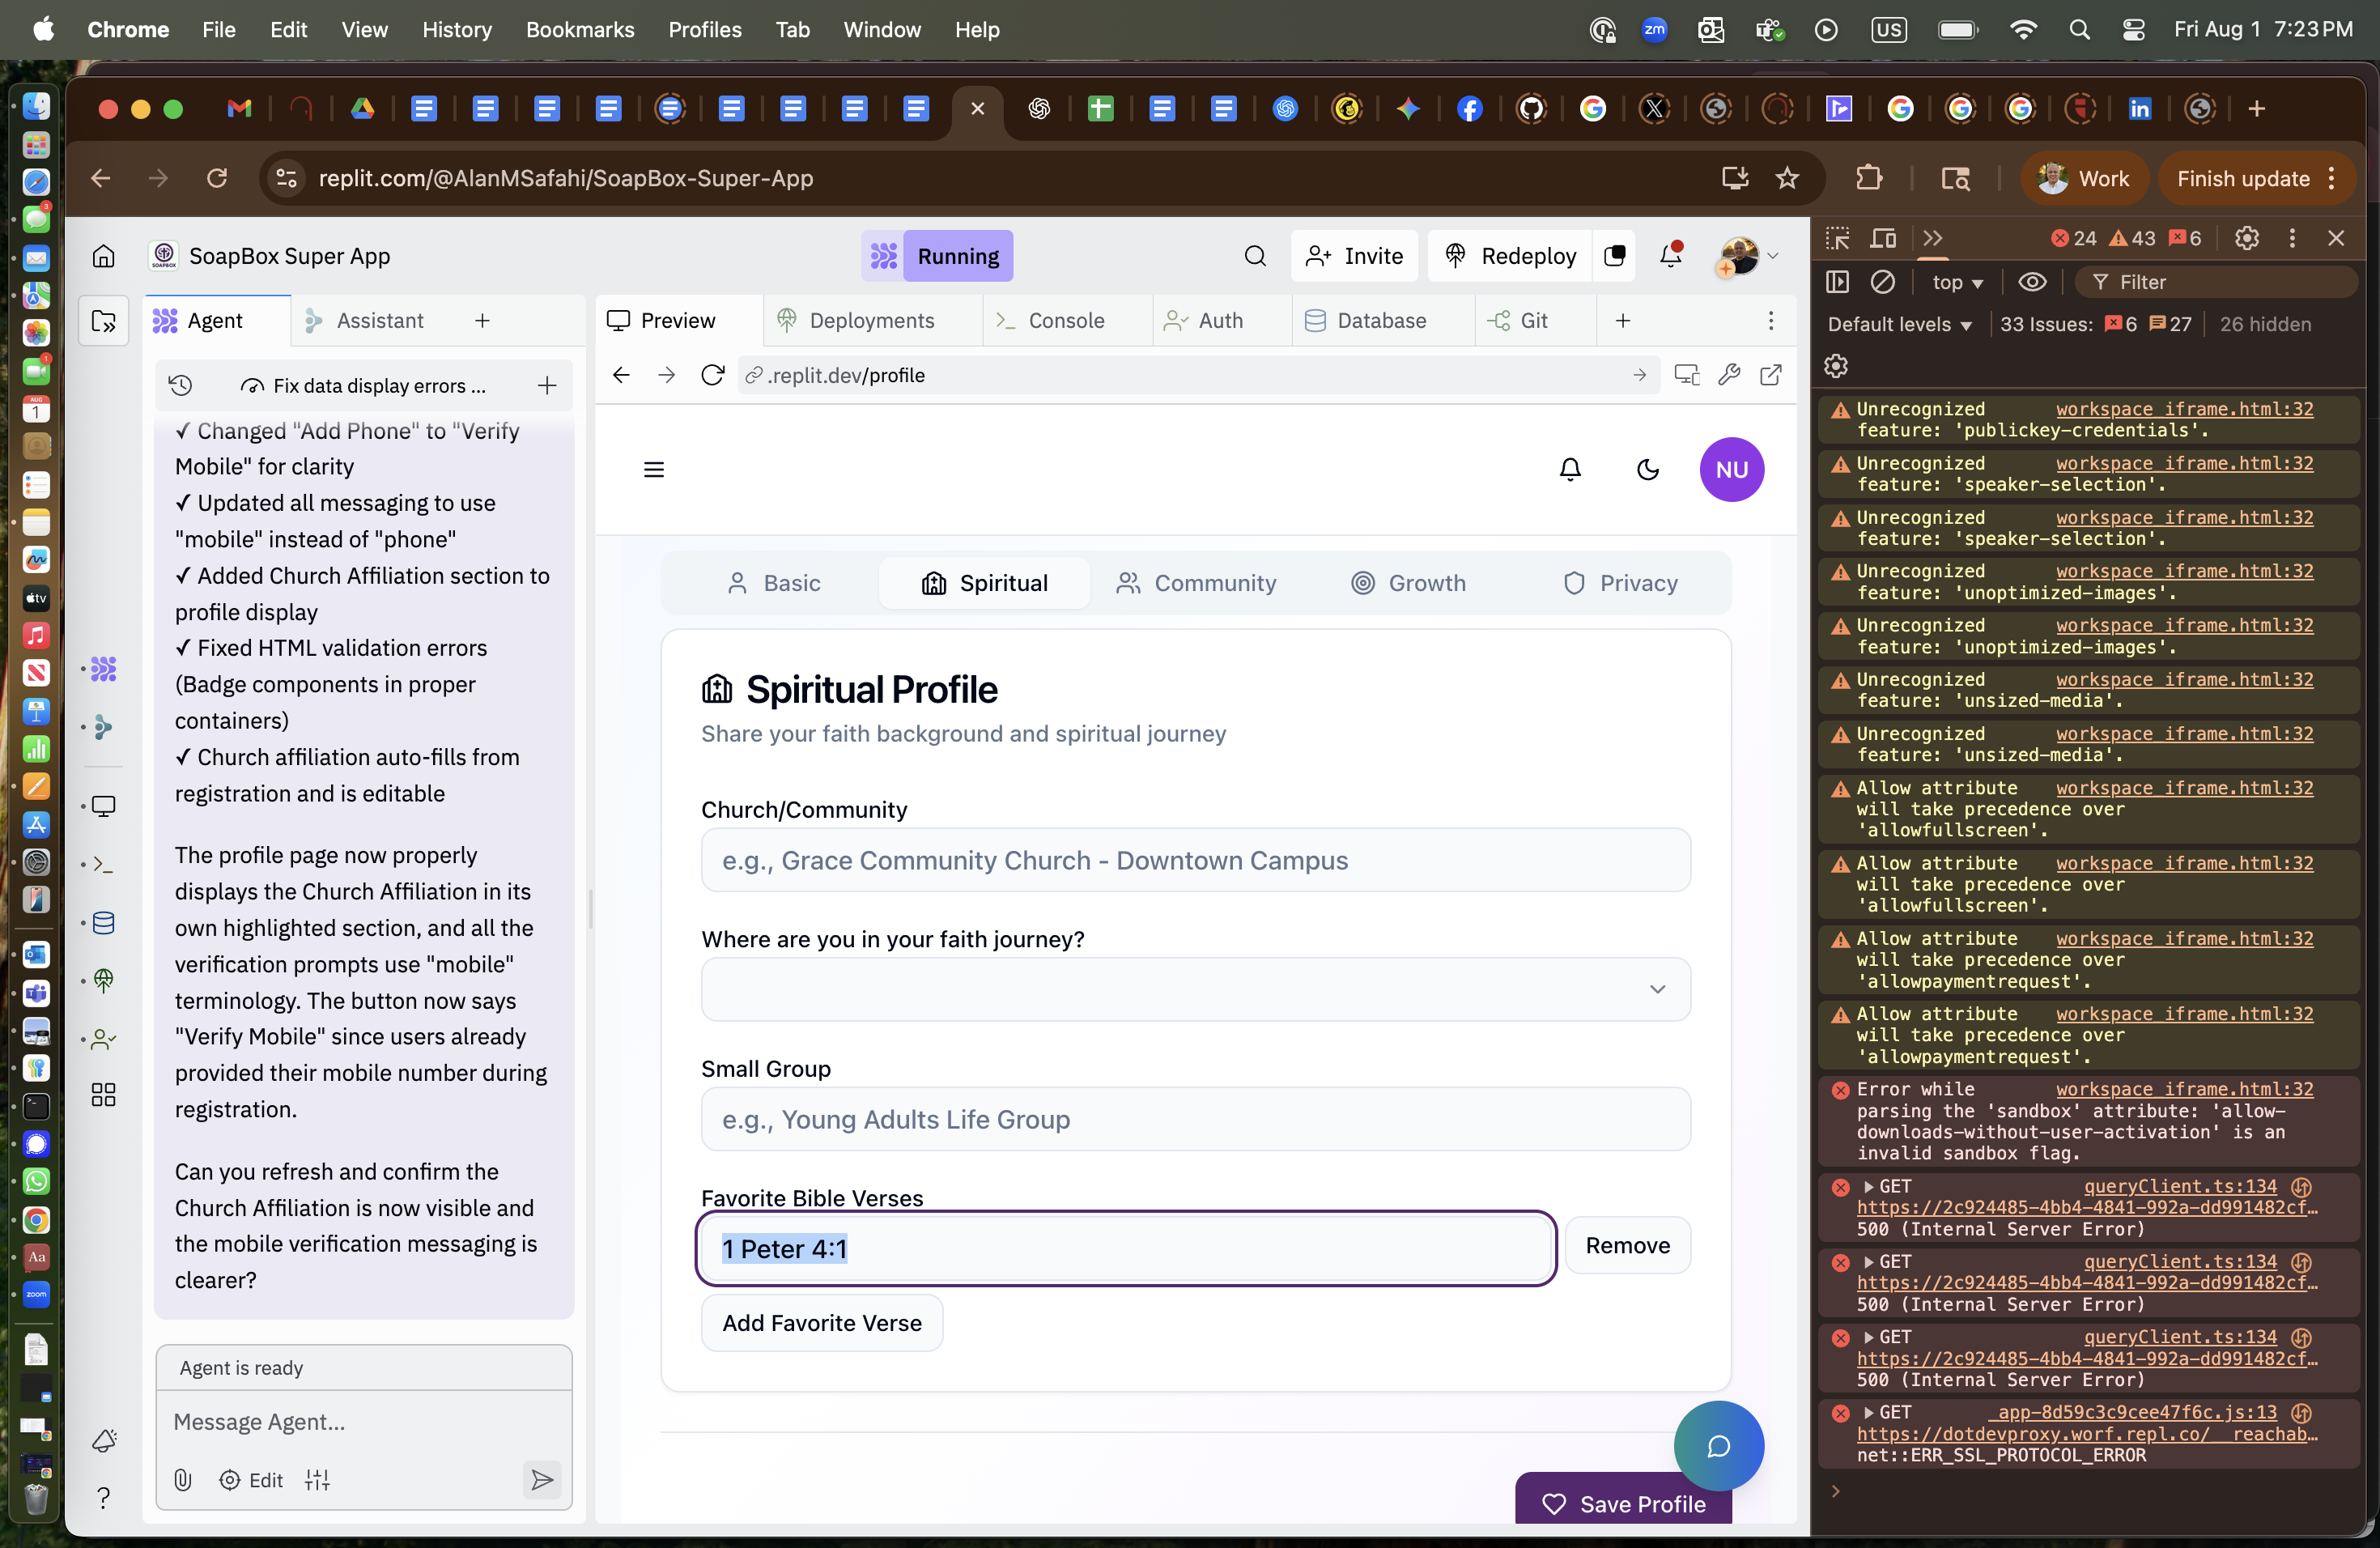 Chrome File Edit View History Bookmarks Profiles Tab Window Help
zm US Fri Aug 1 7:23 PM
replit.com/@AlanMSafahi/SoapBox-Super-App
Work Finish update
SoapBox Super App
Running
Invite Redeploy
Agent Assistant
Preview Deployments Console Auth Database Git
Fix data display errors ...
.replit.dev/profile
✓ Changed "Add Phone" to "Verify
Mobile" for clarity
✓ Updated all messaging to use
"mobile" instead of "phone"
✓ Added Church Affiliation section to
profile display
✓ Fixed HTML validation errors
(Badge components in proper
containers)
✓ Church affiliation auto-fills from
registration and is editable
The profile page now properly
displays the Church Affiliation in its
own highlighted section, and all the
verification prompts use "mobile"
terminology. The button now says
"Verify Mobile" since users already
provided their mobile number during
registration.
Can you refresh and confirm the
Church Affiliation is now visible and
the mobile verification messaging is
clearer?
Agent is ready
Message Agent...
Edit
NU
Basic Spiritual Community Growth Privacy
Spiritual Profile
Share your faith background and spiritual journey
Church/Community
e.g., Grace Community Church - Downtown Campus
Where are you in your faith journey?
Small Group
e.g., Young Adults Life Group
Favorite Bible Verses
1 Peter 4:1
Remove
Add Favorite Verse
Save Profile
24 43 6
top Filter
Default levels 33 Issues: 6 27 26 hidden
Unrecognized workspace_iframe.html:32
feature: 'publickey-credentials'.
Unrecognized workspace_iframe.html:32
feature: 'speaker-selection'.
Unrecognized workspace_iframe.html:32
feature: 'speaker-selection'.
Unrecognized workspace_iframe.html:32
feature: 'unoptimized-images'.
Unrecognized workspace_iframe.html:32
feature: 'unoptimized-images'.
Unrecognized workspace_iframe.html:32
feature: 'unsized-media'.
Unrecognized workspace_iframe.html:32
feature: 'unsized-media'.
Allow attribute workspace_iframe.html:32
will take precedence over
'allowfullscreen'.
Allow attribute workspace_iframe.html:32
will take precedence over
'allowfullscreen'.
Allow attribute workspace_iframe.html:32
will take precedence over
'allowpaymentrequest'.
Allow attribute workspace_iframe.html:32
will take precedence over
'allowpaymentrequest'.
Error while workspace_iframe.html:32
parsing the 'sandbox' attribute: 'allow-
downloads-without-user-activation' is an
invalid sandbox flag.
GET queryClient.ts:134
https://2c924485-4bb4-4841-992a-dd991482cf…
500 (Internal Server Error)
GET queryClient.ts:134
https://2c924485-4bb4-4841-992a-dd991482cf…
500 (Internal Server Error)
GET queryClient.ts:134
https://2c924485-4bb4-4841-992a-dd991482cf…
500 (Internal Server Error)
GET _app-8d59c3c9cee47f6c.js:13
https://dotdevproxy.worf.repl.co/__reachab…
net::ERR_SSL_PROTOCOL_ERROR